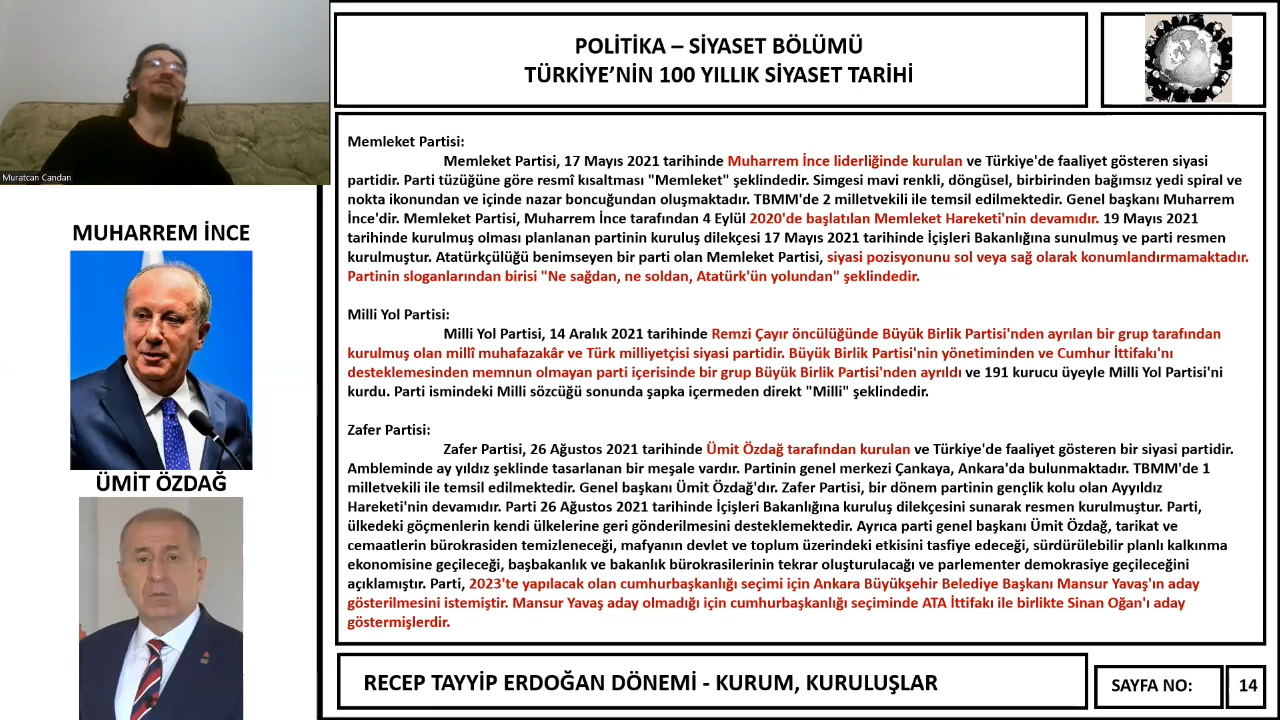 Muratcan Candan
MUHARREM İNCE
ÜMİT ÖZDAĞ
POLİTİKA – SİYASET BÖLÜMÜ
TÜRKİYE’NİN 100 YILLIK SİYASET TARİHİ
Memleket Partisi:
Memleket Partisi, 17 Mayıs 2021 tarihinde Muharrem İnce liderliğinde kurulan ve Türkiye'de faaliyet gösteren siyasi
partidir. Parti tüzüğüne göre resmî kısaltması "Memleket" şeklindedir. Simgesi mavi renkli, döngüsel, birbirinden bağımsız yedi spiral ve
nokta ikonundan ve içinde nazar boncuğundan oluşmaktadır. TBMM'de 2 milletvekili ile temsil edilmektedir. Genel başkanı Muharrem
İnce'dir. Memleket Partisi, Muharrem İnce tarafından 4 Eylül 2020'de başlatılan Memleket Hareketi'nin devamıdır. 19 Mayıs 2021
tarihinde kurulmuş olması planlanan partinin kuruluş dilekçesi 17 Mayıs 2021 tarihinde İçişleri Bakanlığına sunulmuş ve parti resmen
kurulmuştur. Atatürkçülüğü benimseyen bir parti olan Memleket Partisi, siyasi pozisyonunu sol veya sağ olarak konumlandırmamaktadır.
Partinin sloganlarından birisi "Ne sağdan, ne soldan, Atatürk'ün yolundan" şeklindedir.
Milli Yol Partisi:
Milli Yol Partisi, 14 Aralık 2021 tarihinde Remzi Çayır öncülüğünde Büyük Birlik Partisi'nden ayrılan bir grup tarafından
kurulmuş olan millî muhafazakâr ve Türk milliyetçisi siyasi partidir. Büyük Birlik Partisi'nin yönetiminden ve Cumhur İttifakı'nı
desteklemesinden memnun olmayan parti içerisinde bir grup Büyük Birlik Partisi'nden ayrıldı ve 191 kurucu üyeyle Milli Yol Partisi'ni
kurdu. Parti ismindeki Milli sözcüğü sonunda şapka içermeden direkt "Milli" şeklindedir.
Zafer Partisi:
Zafer Partisi, 26 Ağustos 2021 tarihinde Ümit Özdağ tarafından kurulan ve Türkiye'de faaliyet gösteren bir siyasi partidir.
Ambleminde ay yıldız şeklinde tasarlanan bir meşale vardır. Partinin genel merkezi Çankaya, Ankara'da bulunmaktadır. TBMM'de 1
milletvekili ile temsil edilmektedir. Genel başkanı Ümit Özdağ'dır. Zafer Partisi, bir dönem partinin gençlik kolu olan Ayyıldız
Hareketi'nin devamıdır. Parti 26 Ağustos 2021 tarihinde İçişleri Bakanlığına kuruluş dilekçesini sunarak resmen kurulmuştur. Parti,
ülkedeki göçmenlerin kendi ülkelerine geri gönderilmesini desteklemektedir. Ayrıca parti genel başkanı Ümit Özdağ, tarikat ve
cemaatlerin bürokrasiden temizleneceği, mafyanın devlet ve toplum üzerindeki etkisini tasfiye edeceği, sürdürülebilir planlı kalkınma
ekonomisine geçileceği, başbakanlık ve bakanlık bürokrasilerinin tekrar oluşturulacağı ve parlementer demokrasiye geçileceğini
açıklamıştır. Parti, 2023'te yapılacak olan cumhurbaşkanlığı seçimi için Ankara Büyükşehir Belediye Başkanı Mansur Yavaş'ın aday
gösterilmesini istemiştir. Mansur Yavaş aday olmadığı için cumhurbaşkanlığı seçiminde ATA İttifakı ile birlikte Sinan Oğan'ı aday
göstermişlerdir.
RECEP TAYYİP ERDOĞAN DÖNEMİ - KURUM, KURULUŞLAR
SAYFA NO:
14